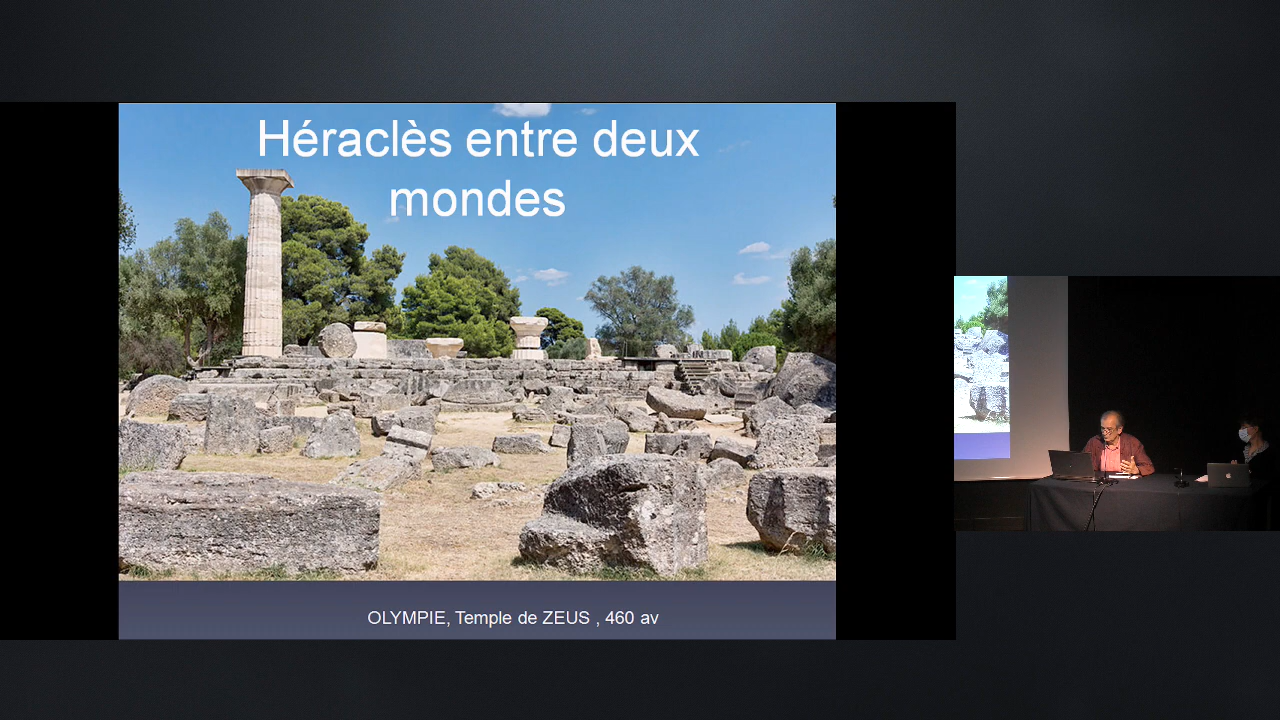 Héraclès entre deux
mondes
OLYMPIE, Temple de ZEUS , 460 av